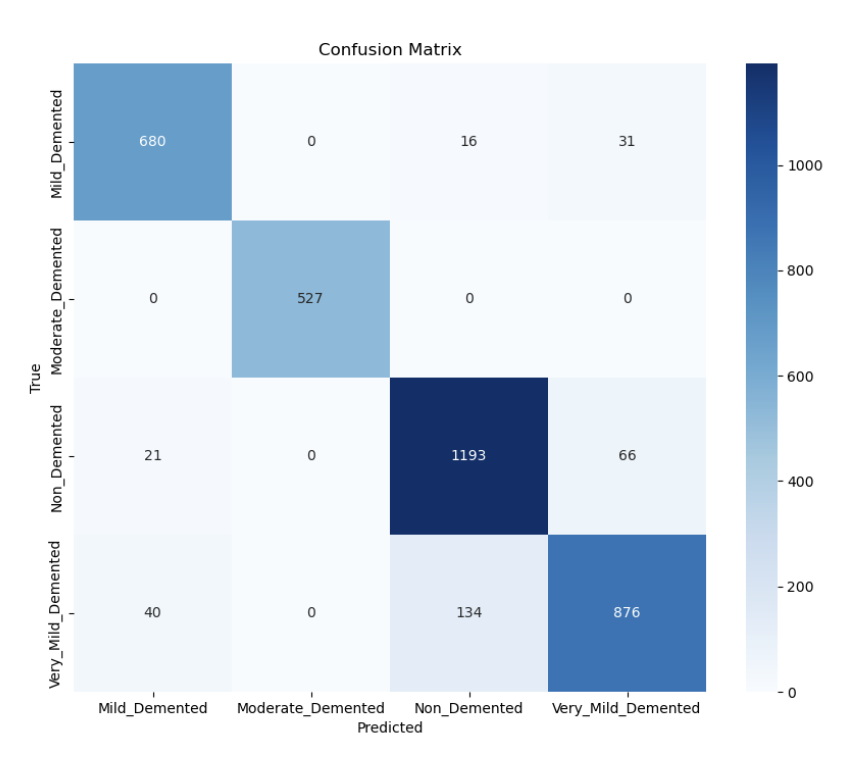 Confusion Matrix
True
Mild_Demented
680 0 16 31
Moderate_Demented
0 527 0 0
Non_Demented
21 0 1193 66
Very_Mild_Demented
40 0 134 876
Mild_Demented Moderate_Demented Non_Demented Very_Mild_Demented
Predicted
1000
800
600
400
200
0